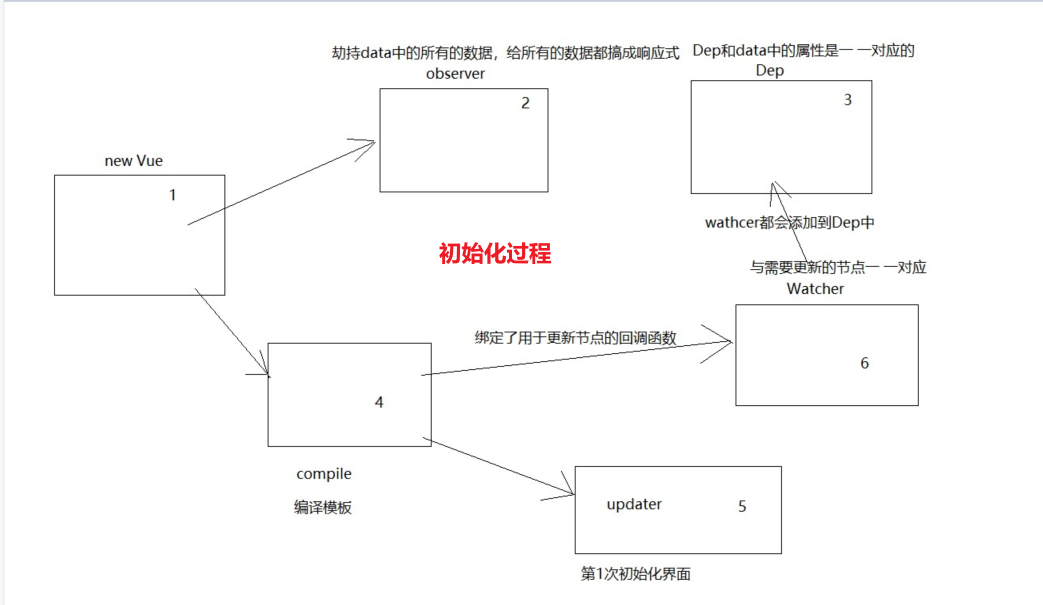 劫持data中的所有的数据，给所有的数据都搞成响应式
observer
2
Dep和data中的属性是一 一对应的
Dep
3
new Vue
1
wathcer都会添加到Dep中
初始化过程
与需要更新的节点一 一对应
Watcher
6
绑定了用于更新节点的回调函数
4
compile
编译模板
updater
5
第1次初始化界面